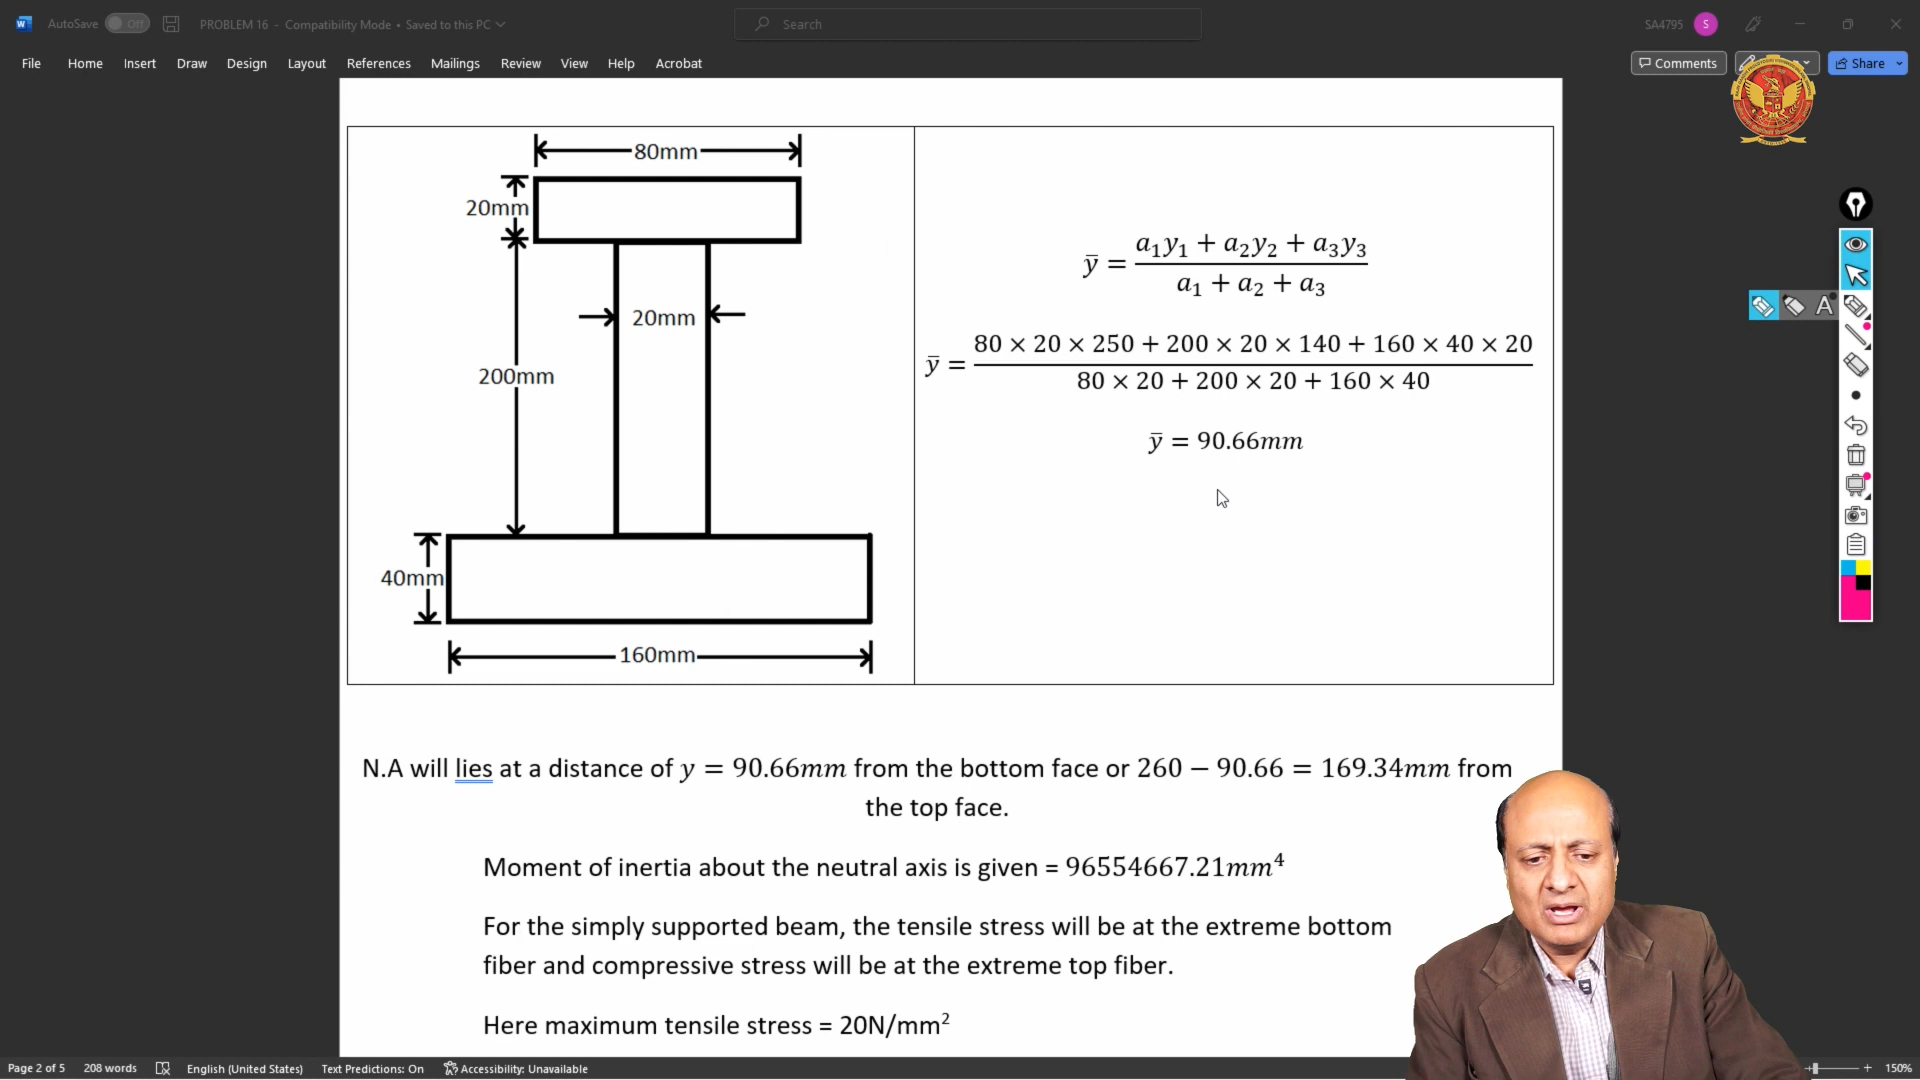 AutoSave Off PROBLEM 16 - Compatibility Mode • Saved to this PC Search SA4795 S
File Home Insert Draw Design Layout References Mailings Review View Help Acrobat Comments Share
80mm
20mm
20mm
200mm
40mm
160mm
y̅ = (a₁y₁ + a₂y₂ + a₃y₃) / (a₁ + a₂ + a₃)
y̅ = (80 × 20 × 250 + 200 × 20 × 140 + 160 × 40 × 20) / (80 × 20 + 200 × 20 + 160 × 40)
y̅ = 90.66mm
N.A will lies at a distance of y = 90.66mm from the bottom face or 260 − 90.66 = 169.34mm from
the top face.
Moment of inertia about the neutral axis is given = 96554667.21mm⁴
For the simply supported beam, the tensile stress will be at the extreme bottom
fiber and compressive stress will be at the extreme top fiber.
Here maximum tensile stress = 20N/mm²
A
Page 2 of 5 208 words English (United States) Text Predictions: On Accessibility: Unavailable + 150%